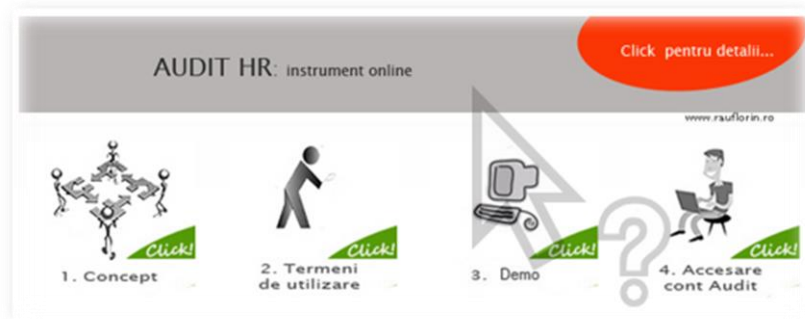 Click pentru detalii...
AUDIT HR: instrument online
www.rauflorin.ro
Click!
Click!
Click!
Click!
1. Concept
2. Termeni
de utilizare
3. Demo
4. Accesare
cont Audit
?